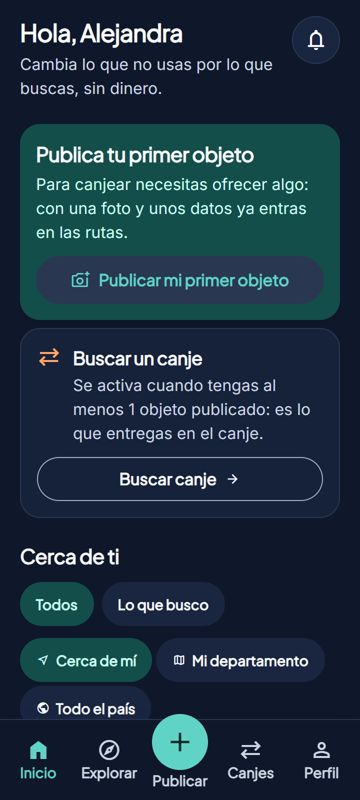 Hola, Alejandra
Cambia lo que no usas por lo que
buscas, sin dinero.
Publica tu primer objeto
Para canjear necesitas ofrecer algo:
con una foto y unos datos ya entras
en las rutas.
Publicar mi primer objeto
Buscar un canje
Se activa cuando tengas al
menos 1 objeto publicado: es lo
que entregas en el canje.
Buscar canje
Cerca de ti
Todos
Lo que busco
Cerca de mí
Mi departamento
Todo el país
Inicio
Explorar
Publicar
Canjes
Perfil